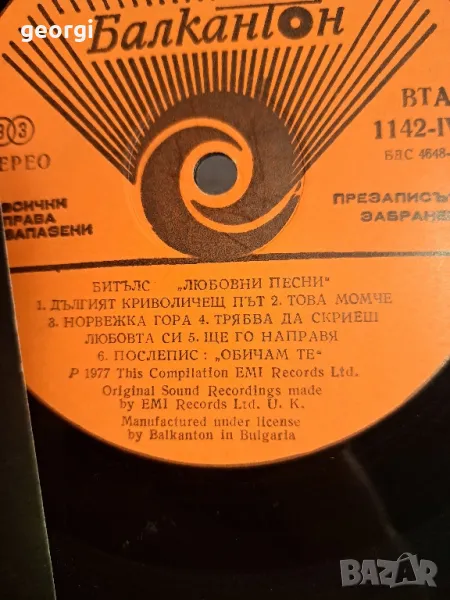 georgi
Балкантон
33
ВТА
1142-IV
БДС 4648-
СТЕРЕО
ВСИЧКИ
ПРАВА
ЗАПАЗЕНИ
ПРЕЗАПИСЪТ
ЗАБРАНЕН
БИТЪЛС „ЛЮБОВНИ ПЕСНИ"
1. ДЪЛГИЯТ КРИВОЛИЧЕЩ ПЪТ 2. ТОВА МОМЧЕ
3. НОРВЕЖКА ГОРА 4. ТРЯБВА ДА СКРИЕШ
ЛЮБОВТА СИ 5. ЩЕ ГО НАПРАВЯ
6. ПОСЛЕПИС: „ОБИЧАМ ТЕ"
P 1977 This Compilation EMI Records Ltd.
Original Sound Recordings made
by EMI Records Ltd. U. K.
Manufactured under license
by Balkanton in Bulgaria
BAZAR